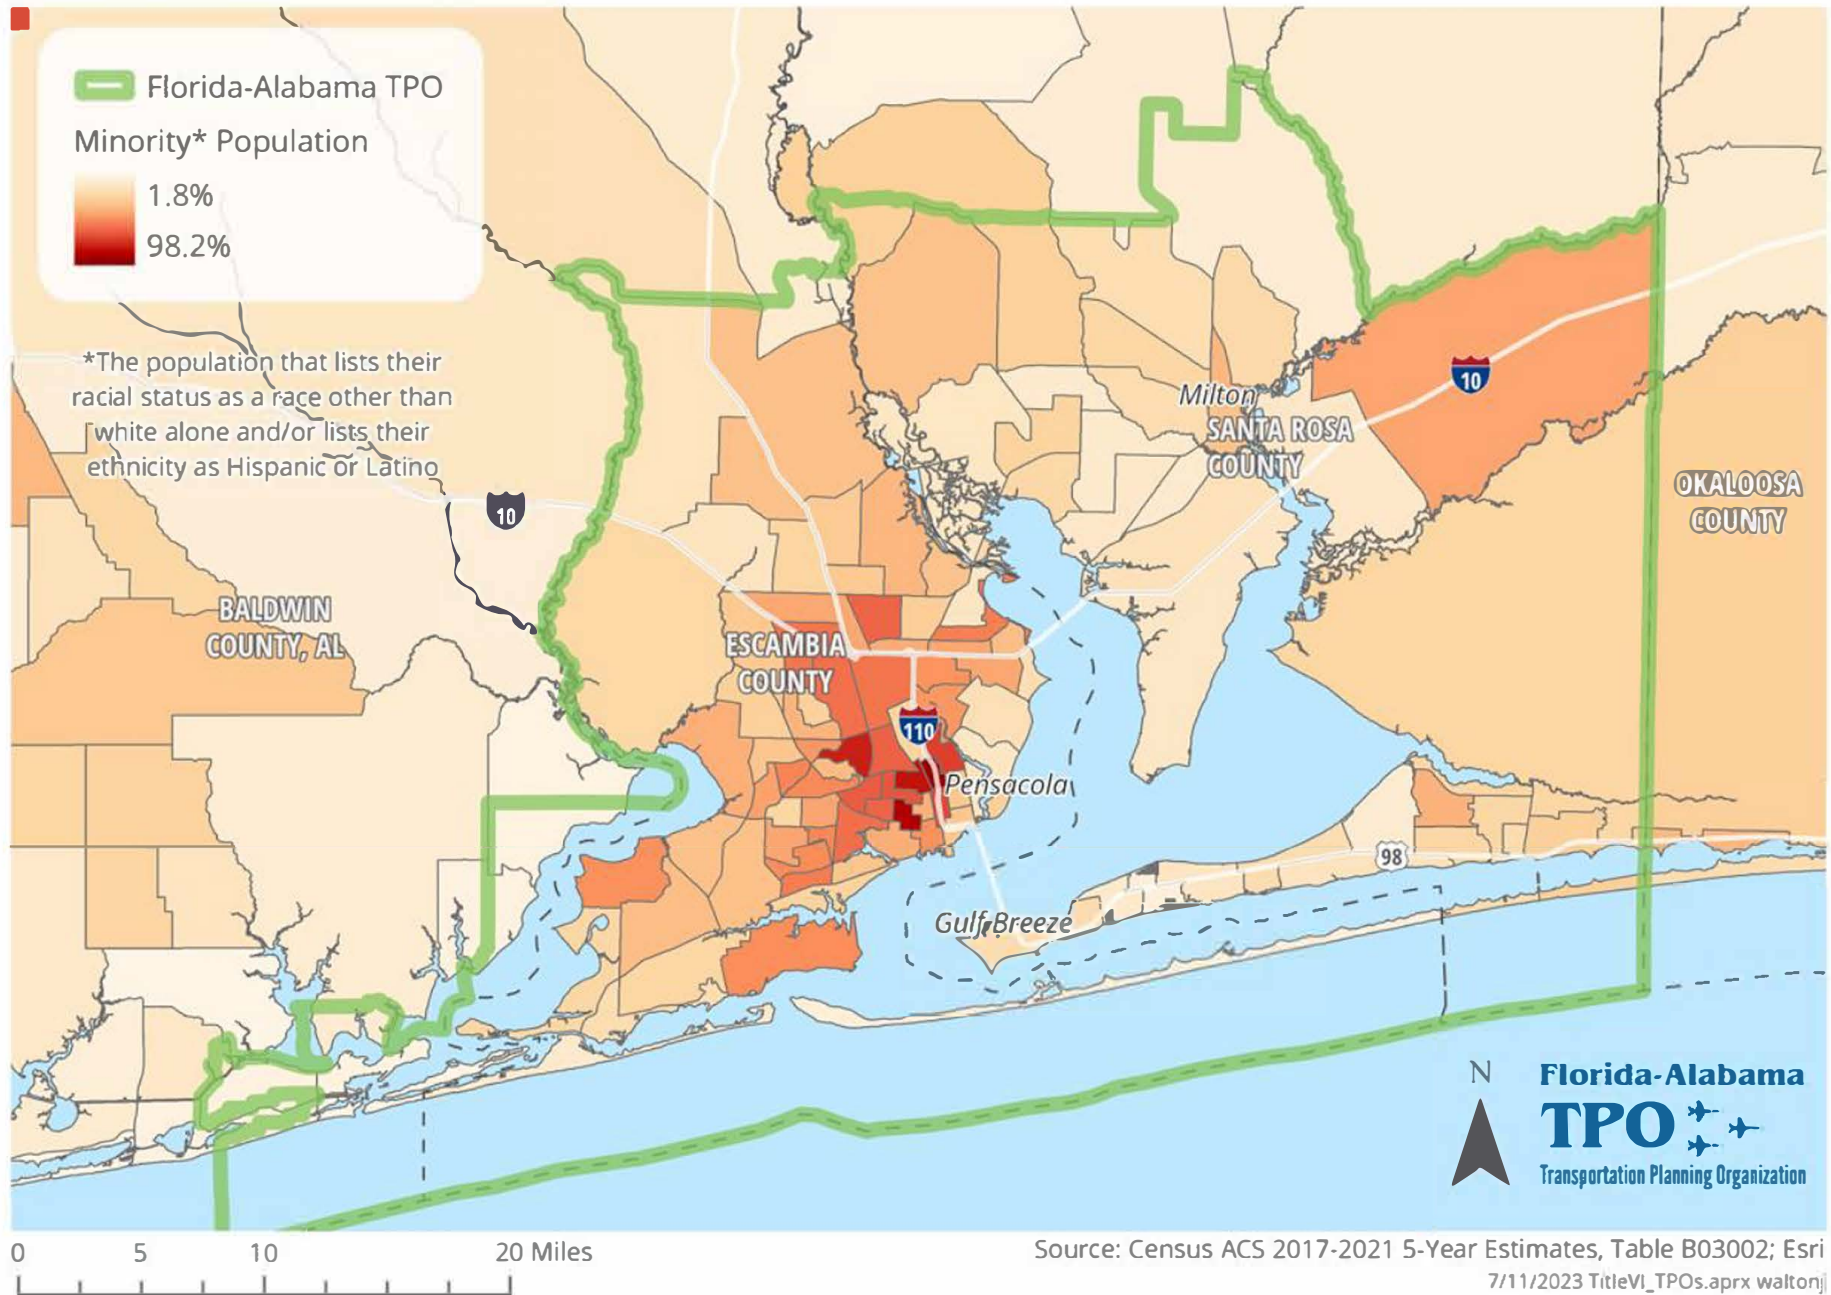 Florida-Alabama TPO
Minority* Population
1.8%
98.2%
*The population that lists their
racial status as a race other than
white alone and/or lists their
ethnicity as Hispanic or Latino
10
10
Milton
SANTA ROSA
COUNTY
OKALOOSA
COUNTY
BALDWIN
COUNTY, AL
ESCAMBIA
COUNTY
110
Pensacola
98
Gulf Breeze
N
Florida-Alabama
TPO
Transportation Planning Organization
0 5 10 20 Miles
Source: Census ACS 2017-2021 5-Year Estimates, Table B03002; Esri
7/11/2023 TitleVI_TPOs.aprx waltonj